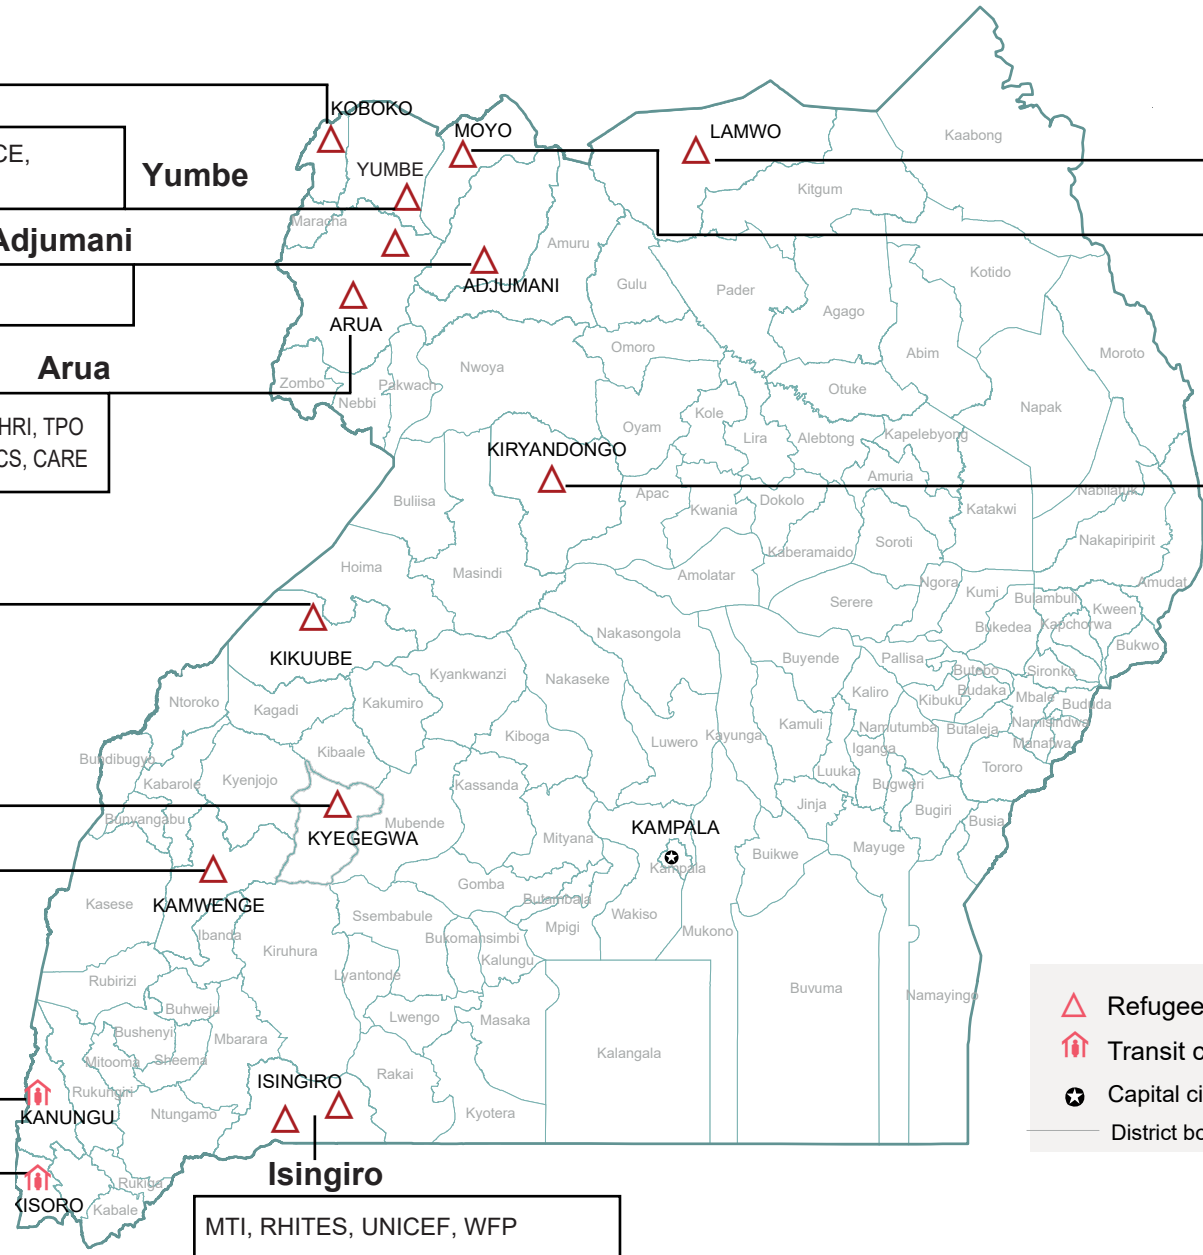 KOBOKO
MOYO
LAMWO
Kaabong
CE,
Yumbe
YUMBE
Kitgum
Maracha
Adjumani
Amuru
ADJUMANI
Gulu
Pader
Kotido
Agago
ARUA
Omoro
Abim
Moroto
Arua
Nwoya
Zombo
Pakwach
Nebbi
Otuke
Napak
HRI, TPO
CS, CARE
Kole
Oyam
Lira
Alebtong
Kapelebyong
KIRYANDONGO
Amuria
Buliisa
Apac
Kwania
Dokolo
Nabilatuk
Katakwi
Nakapiripirit
Kaberamaido
Soroti
Hoima
Masindi
Amolatar
Amudat
Ngora
Kumi
Bulambuli
Serere
Kween
Bukedea
Kapchorwa
Nakasongola
Bukwo
KIKUUBE
Buyende
Pallisa
Kyankwanzi
Nakaseke
Butebo
Sironko
Ntoroko
Kagadi
Kakumiro
Kaliro
Kibuku
Budaka
Mbale
Bududa
Kamuli
Namutumba
Butaleja
Namisindwa
Kiboga
Luwero
Kayunga
Manafwa
Kibaale
Iganga
Bundibugyo
Kabarole
Kyenjojo
Kassanda
Luuka
Bugweri
Tororo
Jinja
Bugiri
Bunyangabu
Mubende
Busia
KYEGEGWA
Mityana
KAMPALA
Kampala
Buikwe
Mayuge
KAMWENGE
Kasese
Gomba
Butambala
Ssembabule
Wakiso
Mpigi
Mukono
Ibanda
Kiruhura
Bukomansimbi
Kalungu
Rubirizi
Lyantonde
Buvuma
Namayingo
Buhweju
Lwengo
Masaka
Bushenyi
Mbarara
Kalangala
Mitooma
Sheema
Rakai
Rukungiri
ISINGIRO
KANUNGU
Ntungamo
Kyotera
Isingiro
Rukiga
KISORO
Kabale
MTI, RHITES, UNICEF, WFP
Refugee
Transit c
Capital ci
District bo